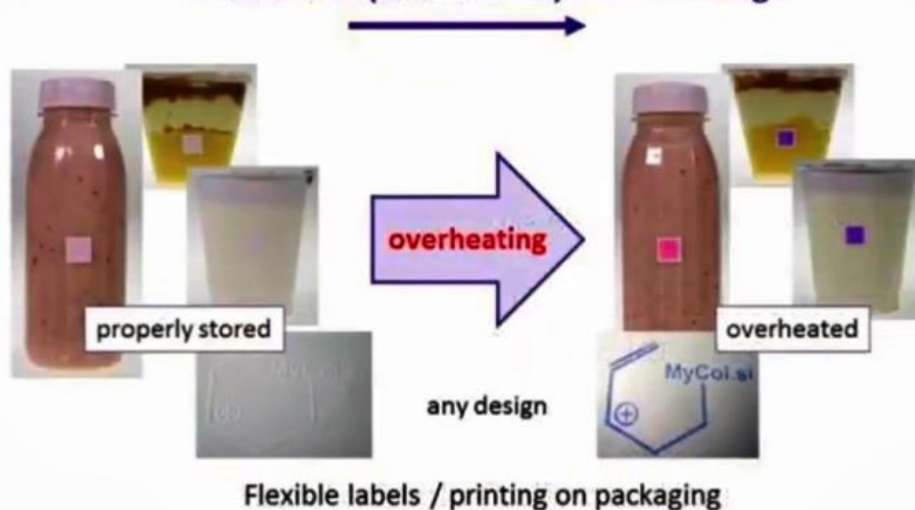 overheating
properly stored
overheated
MyCol.si
any design
Flexible labels / printing on packaging